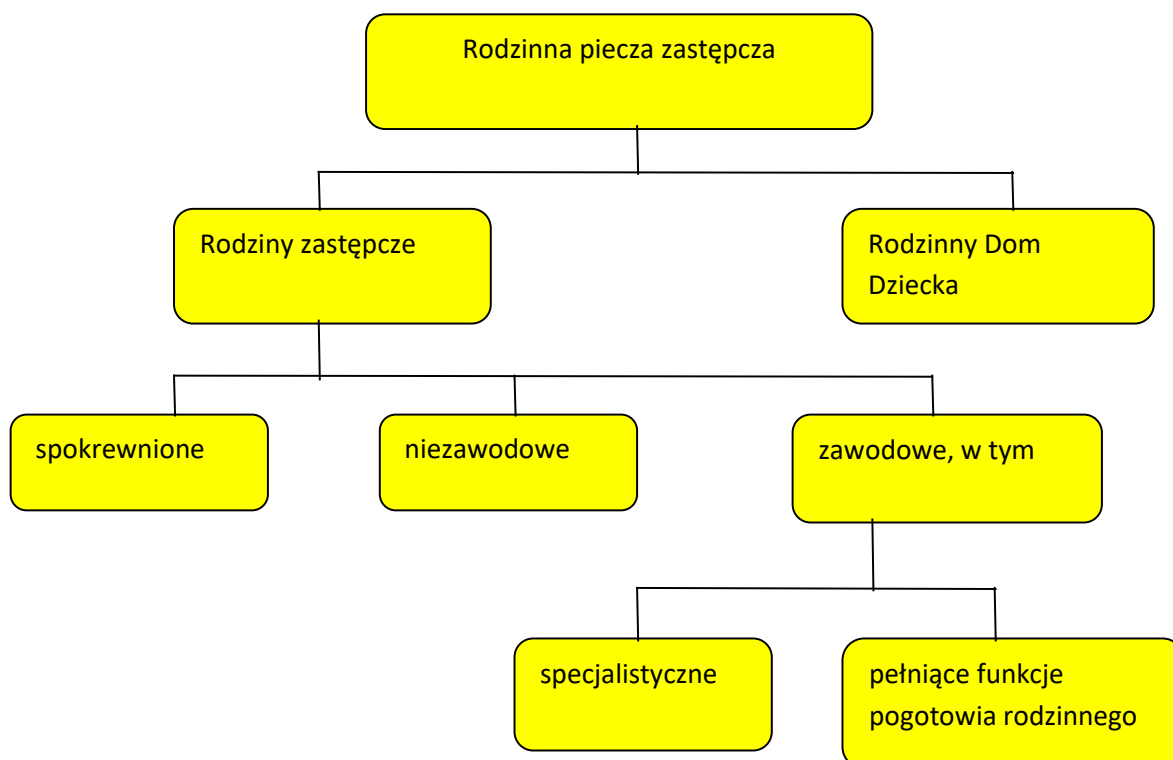 Rodzinna piecza zastępcza
Rodziny zastępcze
Rodzinny Dom
Dziecka
spokrewnione
niezawodowe
zawodowe, w tym
specjalistyczne
pełniące funkcje
pogotowia rodzinnego